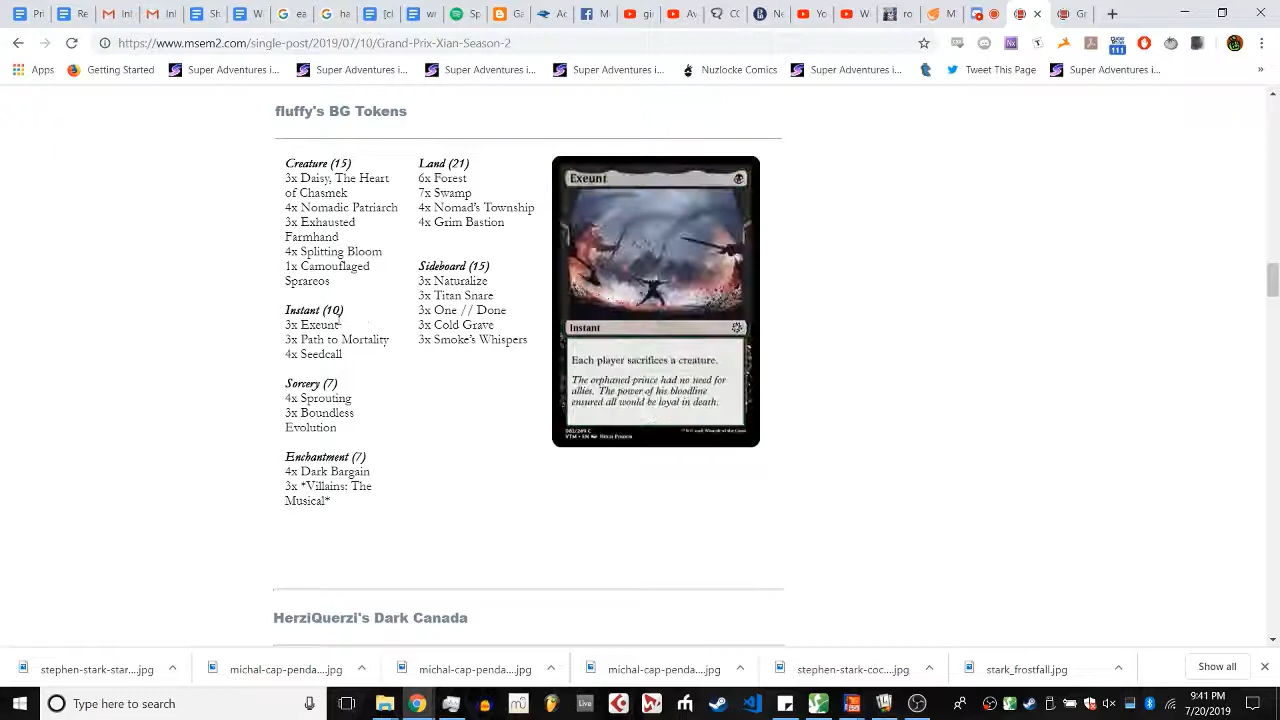 https://www.msem2.com/single-post/2019/07/10/Grand-Prix-Xian-Season-2
Apps
Getting Started
Super Adventures i...
Super Adventures i...
Super Adventures i...
Super Adventures i...
Nuzlocke Comics
Super Adventures i...
Tweet This Page
Super Adventures i...
fluffy's BG Tokens
Creature (15)
3x Daisy, The Heart
of Clasmek
4x Nomadic Patriarch
3x Exhausted
Farmhand
4x Splitting Bloom
1x Camouflaged
Sprareos
Instant (10)
3x Exeunt
3x Path to Mortality
4x Seedcall
Sorcery (7)
4x Sprouting
3x Boundless
Evolution
Enchantment (7)
4x Dark Bargain
3x *Villains: The
Musical*
Land (21)
6x Forest
7x Swamp
4x Nomad's Township
4x Grim Bastion
Sideboard (15)
3x Naturalize
3x Titan Snare
3x One // Done
3x Cold Grave
3x Smoke's Whispers
Exeunt
Instant
Each player sacrifices a creature.
The orphaned prince had no need for
allies. The power of his bloodline
ensured all would be loyal in death.
HerziQuerzi's Dark Canada
stephen-stark-star....jpg
michal-cap-penda....jpg
michal-cap-penda....jpg
michal-cap-penda....jpg
stephen-stark-coc....jpg
stark_frostfall.jpg
Show all
Type here to search
Live
9:41 PM
7/20/2019